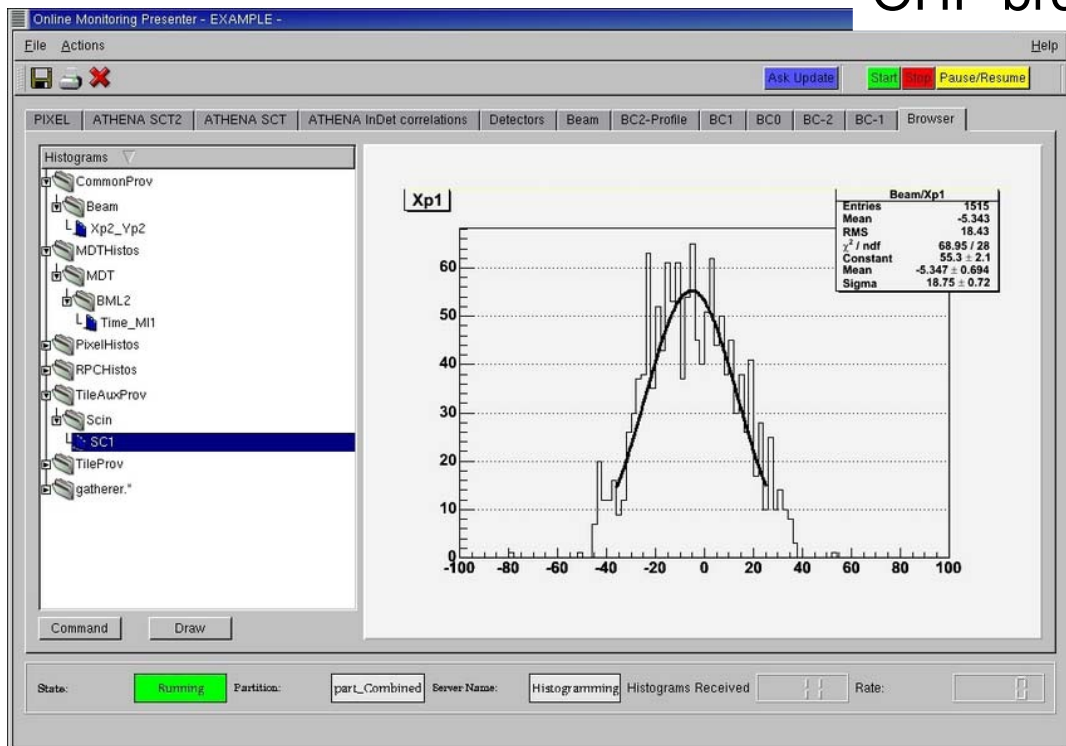 Online Monitoring Presenter - EXAMPLE -
File Actions Help
Ask Update Start Stop Pause/Resume
PIXEL ATHENA SCT2 ATHENA SCT ATHENA InDet correlations Detectors Beam BC2-Profile BC1 BC0 BC-2 BC-1 Browser
Histograms
CommonProv
Beam
Xp2_Yp2
MDTHistos
MDT
BML2
Time_MI1
PixelHistos
RPCHistos
TileAuxProv
Scin
SC1
TileProv
gatherer.*
Command Draw
Xp1
Beam/Xp1
Entries 1515
Mean -5.343
RMS 18.43
χ² / ndf 68.95 / 28
Constant 55.3 ± 2.1
Mean -5.347 ± 0.694
Sigma 18.75 ± 0.72
60
50
40
30
20
10
0
-100 -80 -60 -40 -20 0 20 40 60 80 100
State: Running Partition: part_Combined Server Name: Histogramming Histograms Received 11 Rate: 0